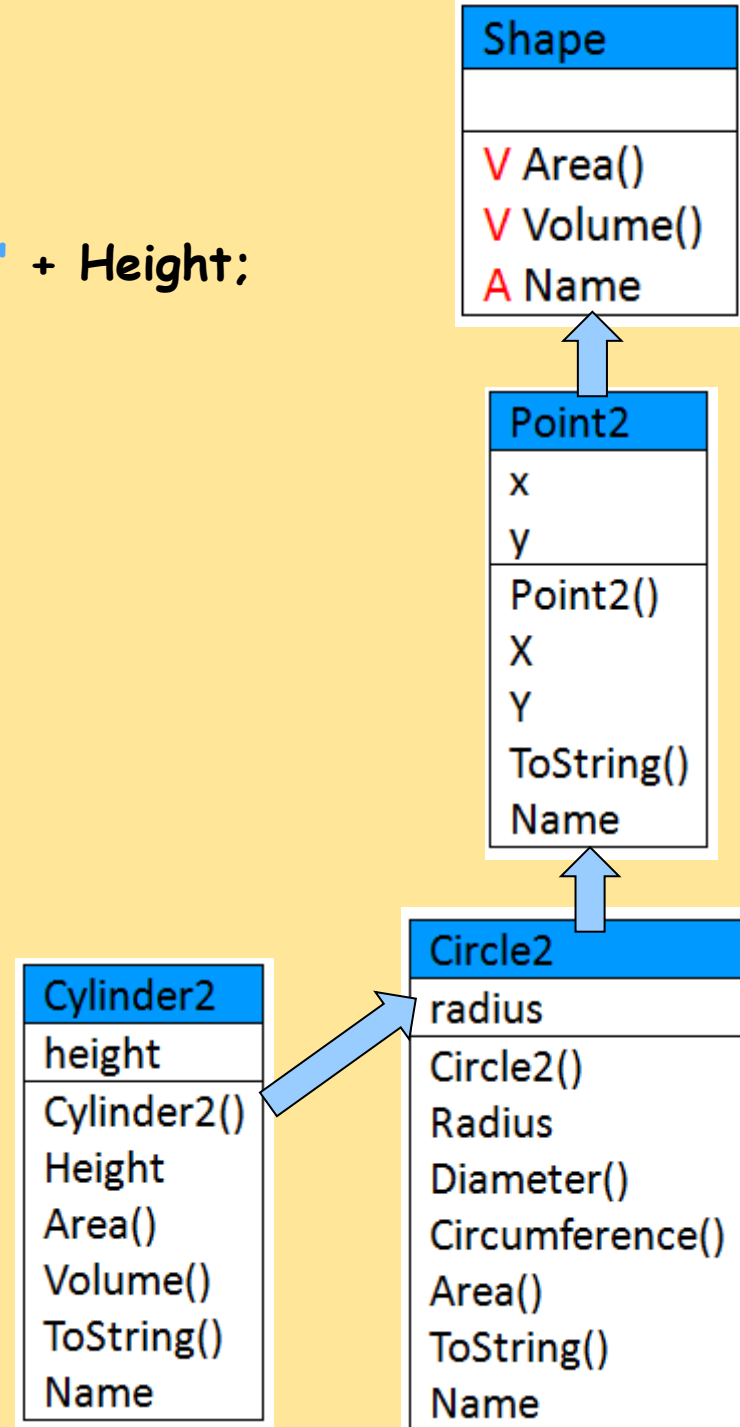 " + Height;
Shape
V Area()
V Volume()
A Name
Point2
x
y
Point2()
X
Y
ToString()
Name
Cylinder2
height
Cylinder2()
Height
Area()
Volume()
ToString()
Name
Circle2
radius
Circle2()
Radius
Diameter()
Circumference()
Area()
ToString()
Name